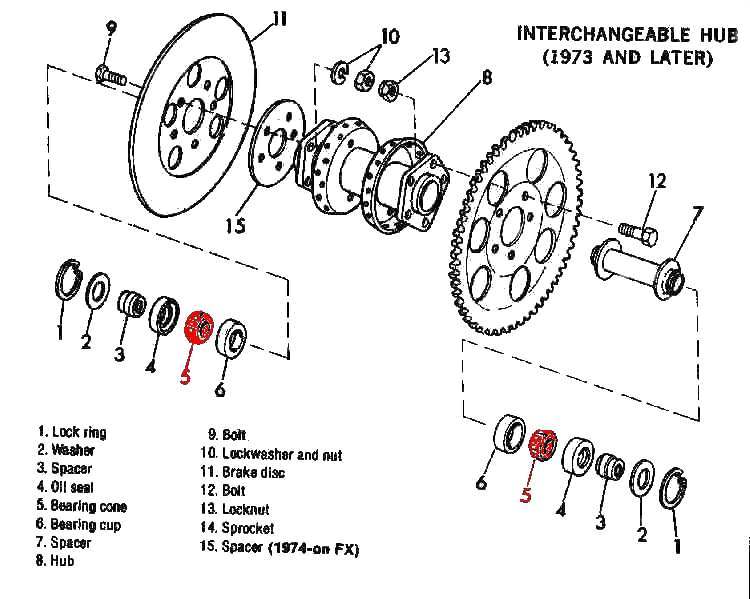 INTERCHANGEABLE HUB
(1973 AND LATER)
9
11
10
13
8
12
7
15
1
2
3
4
5
6
6
5
4
3
2
1
1. Lock ring
2. Washer
3. Spacer
4. Oil seal
5. Bearing cone
6. Bearing cup
7. Spacer
8. Hub
9. Bolt
10. Lockwasher and nut
11. Brake disc
12. Bolt
13. Locknut
14. Sprocket
15. Spacer (1974-on FX)